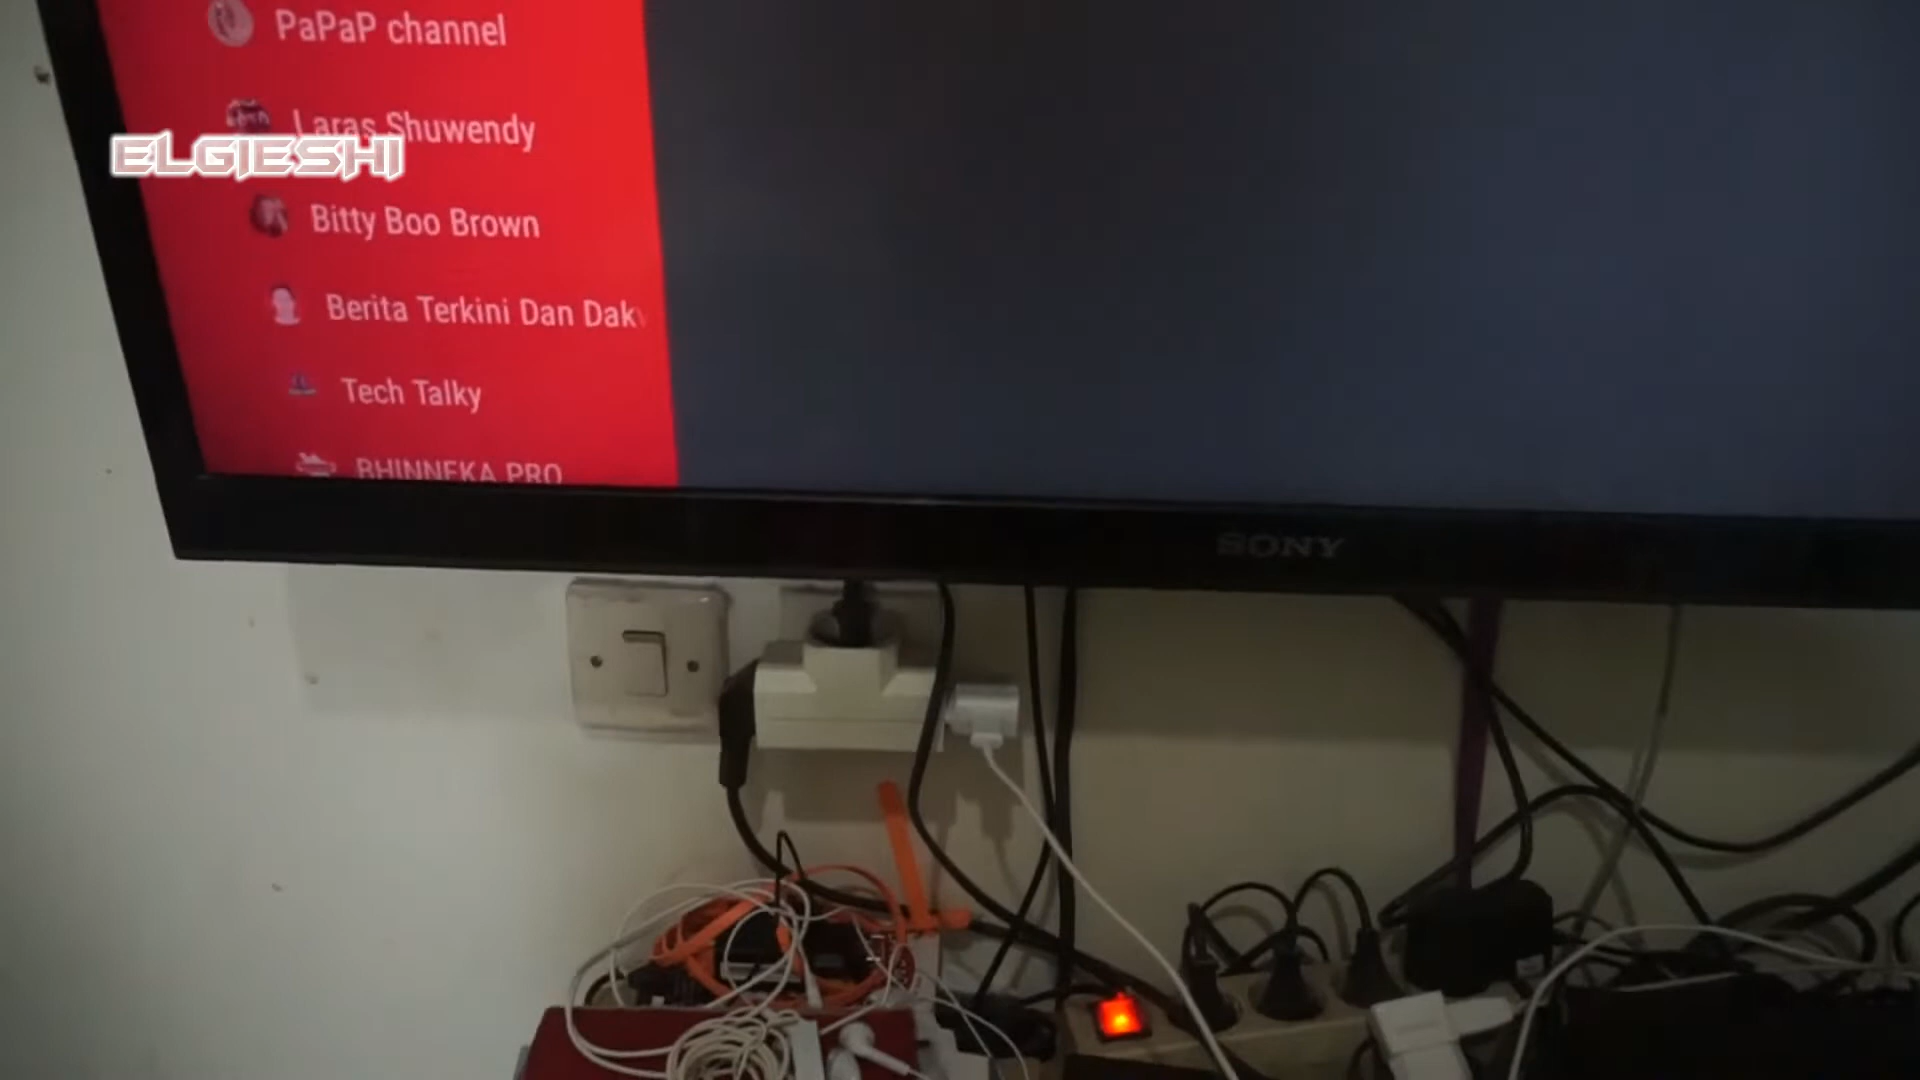 PaPaP channel
Laras Shuwendy
ELGIESHI
Bitty Boo Brown
Berita Terkini Dan Dak
Tech Talky
BHINNEKA PRO
SONY